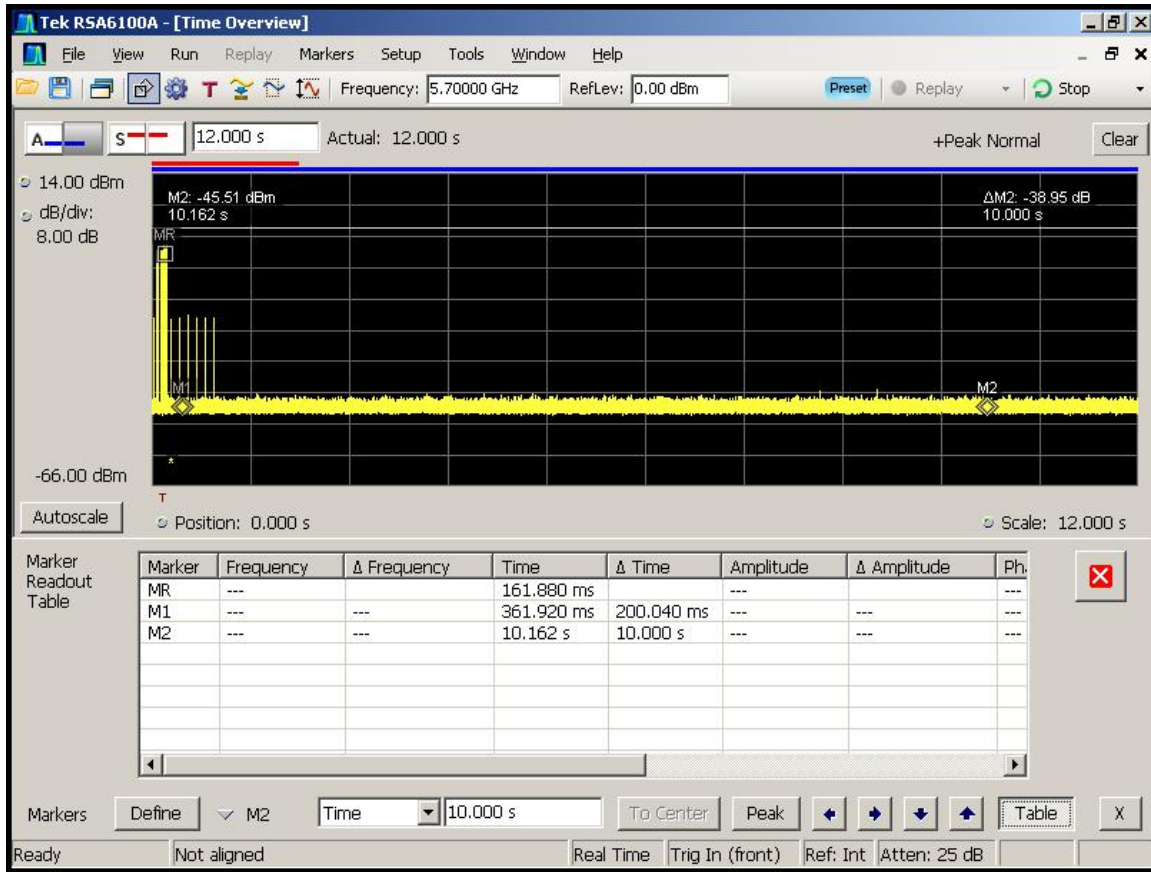 Tek RSA6100A - [Time Overview]
File View Run Replay Markers Setup Tools Window Help
T Frequency: 5.70000 GHz RefLev: 0.00 dBm Preset Replay Stop
A S 12.000 s Actual: 12.000 s +Peak Normal Clear
14.00 dBm
dB/div:
8.00 dB
M2: -45.51 dBm
10.162 s
ΔM2: -38.95 dB
10.000 s
MR
M1
M2
-66.00 dBm
T
Autoscale Position: 0.000 s Scale: 12.000 s
Marker
Readout
Table
Marker Frequency Δ Frequency Time Δ Time Amplitude Δ Amplitude Ph
MR --- 161.880 ms --- ---
M1 --- --- 361.920 ms 200.040 ms --- --- ---
M2 --- --- 10.162 s 10.000 s --- --- ---
Markers Define M2 Time 10.000 s To Center Peak Table X
Ready Not aligned Real Time Trig In (front) Ref: Int Atten: 25 dB